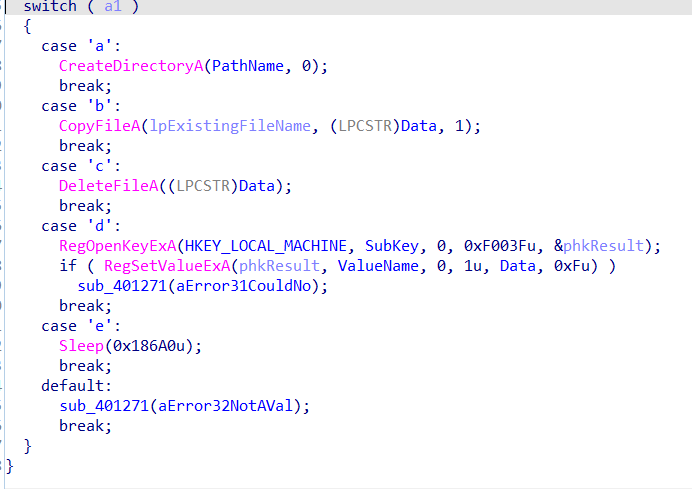 switch ( a1 )
{
case 'a':
CreateDirectoryA(PathName, 0);
break;
case 'b':
CopyFileA(lpExistingFileName, (LPCSTR)Data, 1);
break;
case 'c':
DeleteFileA((LPCSTR)Data);
break;
case 'd':
RegOpenKeyExA(HKEY_LOCAL_MACHINE, SubKey, 0, 0xF003Fu, &phkResult);
if ( RegSetValueExA(phkResult, ValueName, 0, 1u, Data, 0xFu) )
sub_401271(aError31CouldNo);
break;
case 'e':
Sleep(0x186A0u);
break;
default:
sub_401271(aError32NotAVal);
break;
}
}